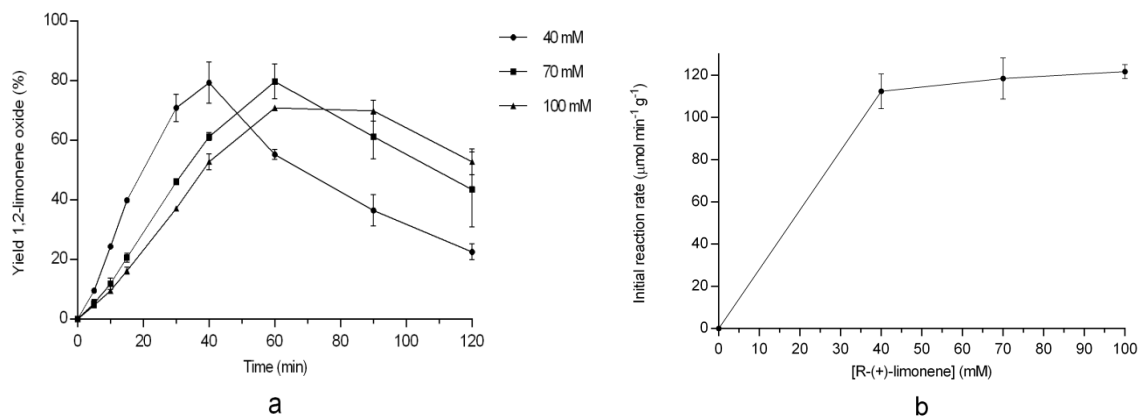 100
80
60
40
20
0
Yield 1,2-limonene oxide (%)
0 20 40 60 80 100 120
Time (min)
40 mM
70 mM
100 mM
a
120
100
80
60
40
20
0
Initial reaction rate (μmol min⁻¹ g⁻¹)
0 10 20 30 40 50 60 70 80 90 100
[R-(+)-limonene] (mM)
b